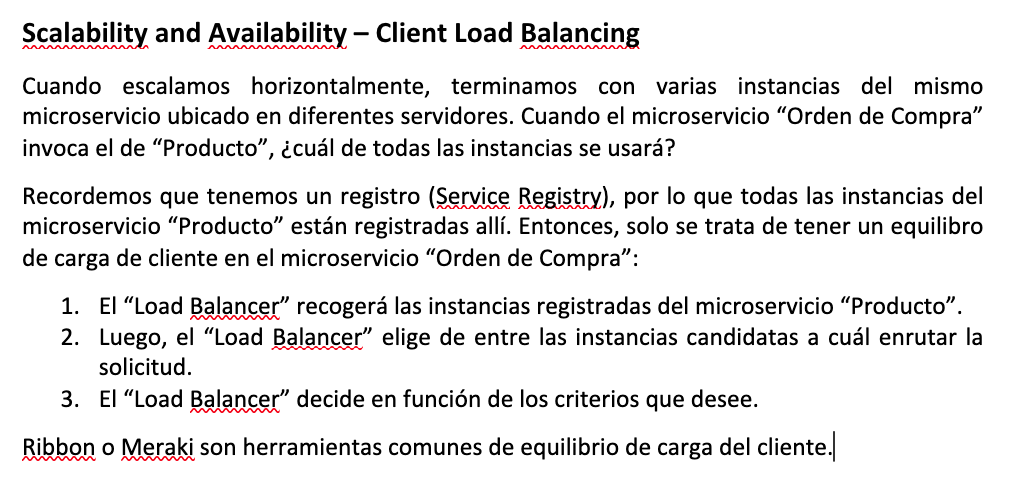 Scalability and Availability – Client Load Balancing
Cuando escalamos horizontalmente, terminamos con varias instancias del mismo
microservicio ubicado en diferentes servidores. Cuando el microservicio “Orden de Compra”
invoca el de “Producto”, ¿cuál de todas las instancias se usará?
Recordemos que tenemos un registro (Service Registry), por lo que todas las instancias del
microservicio “Producto” están registradas allí. Entonces, solo se trata de tener un equilibro
de carga de cliente en el microservicio “Orden de Compra”:
1. El “Load Balancer” recogerá las instancias registradas del microservicio “Producto”.
2. Luego, el “Load Balancer” elige de entre las instancias candidatas a cuál enrutar la
solicitud.
3. El “Load Balancer” decide en función de los criterios que desee.
Ribbon o Meraki son herramientas comunes de equilibrio de carga del cliente.